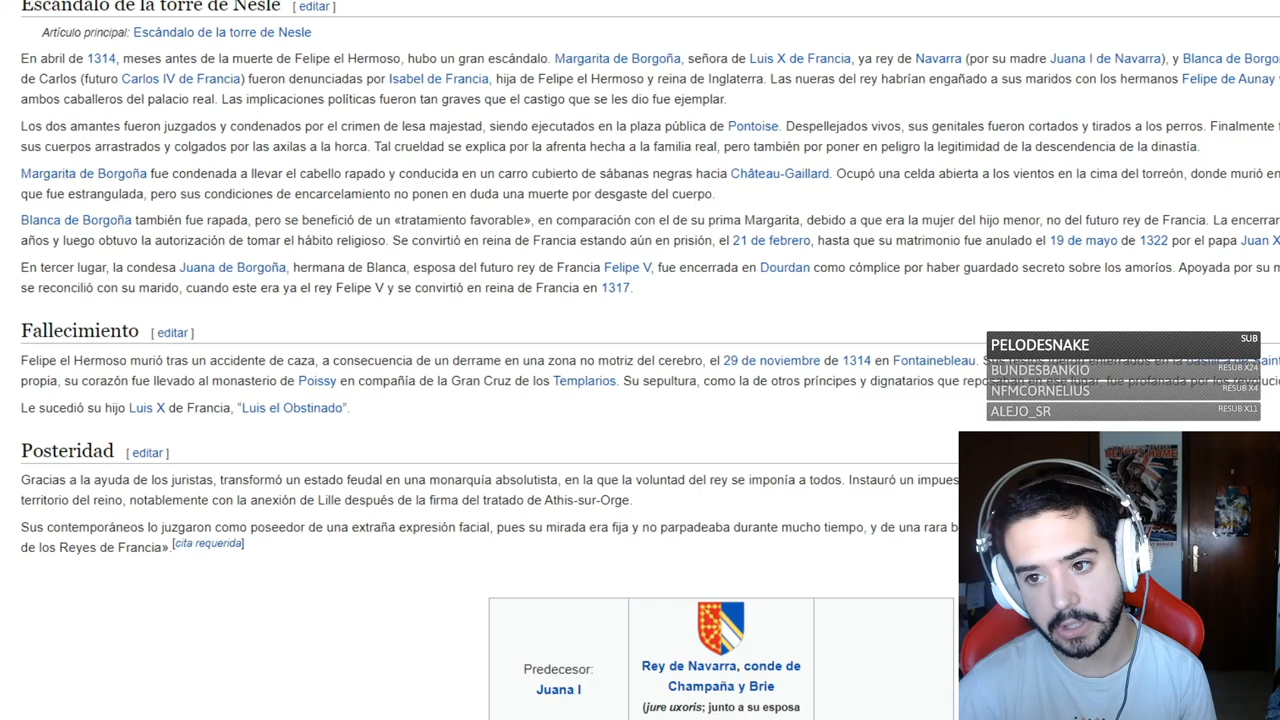 Escándalo de la torre de Nesle [ editar ]
Artículo principal: Escándalo de la torre de Nesle
En abril de 1314, meses antes de la muerte de Felipe el Hermoso, hubo un gran escándalo. Margarita de Borgoña, señora de Luis X de Francia, ya rey de Navarra (por su madre Juana I de Navarra), y Blanca de Borgo
de Carlos (futuro Carlos IV de Francia) fueron denunciadas por Isabel de Francia, hija de Felipe el Hermoso y reina de Inglaterra. Las nueras del rey habrían engañado a sus maridos con los hermanos Felipe de Aunay
ambos caballeros del palacio real. Las implicaciones políticas fueron tan graves que el castigo que se les dio fue ejemplar.
Los dos amantes fueron juzgados y condenados por el crimen de lesa majestad, siendo ejecutados en la plaza pública de Pontoise. Despellejados vivos, sus genitales fueron cortados y tirados a los perros. Finalmente
sus cuerpos arrastrados y colgados por las axilas a la horca. Tal crueldad se explica por la afrenta hecha a la familia real, pero también por poner en peligro la legitimidad de la descendencia de la dinastía.
Margarita de Borgoña fue condenada a llevar el cabello rapado y conducida en un carro cubierto de sábanas negras hacia Château-Gaillard. Ocupó una celda abierta a los vientos en la cima del torreón, donde murió en
que fue estrangulada, pero sus condiciones de encarcelamiento no ponen en duda una muerte por desgaste del cuerpo.
Blanca de Borgoña también fue rapada, pero se benefició de un «tratamiento favorable», en comparación con el de su prima Margarita, debido a que era la mujer del hijo menor, no del futuro rey de Francia. La encerrar
años y luego obtuvo la autorización de tomar el hábito religioso. Se convirtió en reina de Francia estando aún en prisión, el 21 de febrero, hasta que su matrimonio fue anulado el 19 de mayo de 1322 por el papa Juan X
En tercer lugar, la condesa Juana de Borgoña, hermana de Blanca, esposa del futuro rey de Francia Felipe V, fue encerrada en Dourdan como cómplice por haber guardado secreto sobre los amoríos. Apoyada por su m
se reconcilió con su marido, cuando este era ya el rey Felipe V y se convirtió en reina de Francia en 1317.
Fallecimiento [ editar ]
Felipe el Hermoso murió tras un accidente de caza, a consecuencia de un derrame en una zona no motriz del cerebro, el 29 de noviembre de 1314 en Fontainebleau. Sus restos fueron enterrados en la basílica de Saint
propia, su corazón fue llevado al monasterio de Poissy en compañía de la Gran Cruz de los Templarios. Su sepultura, como la de otros príncipes y dignatarios que reposaban en ese lugar, fue profanada por los revolucio
Le sucedió su hijo Luis X de Francia, “Luis el Obstinado”.
PELODESNAKE SUB
BUNDESBANKIO RESUB X24
NFMCORNELIUS RESUB X4
ALEJO_SR RESUB X11
Posteridad [ editar ]
Gracias a la ayuda de los juristas, transformó un estado feudal en una monarquía absolutista, en la que la voluntad del rey se imponía a todos. Instauró un impues
territorio del reino, notablemente con la anexión de Lille después de la firma del tratado de Athis-sur-Orge.
Sus contemporáneos lo juzgaron como poseedor de una extraña expresión facial, pues su mirada era fija y no parpadeaba durante mucho tiempo, y de una rara b
de los Reyes de Francia».[cita requerida]
Predecesor:
Juana I
Rey de Navarra, conde de
Champaña y Brie
(jure uxoris; junto a su esposa